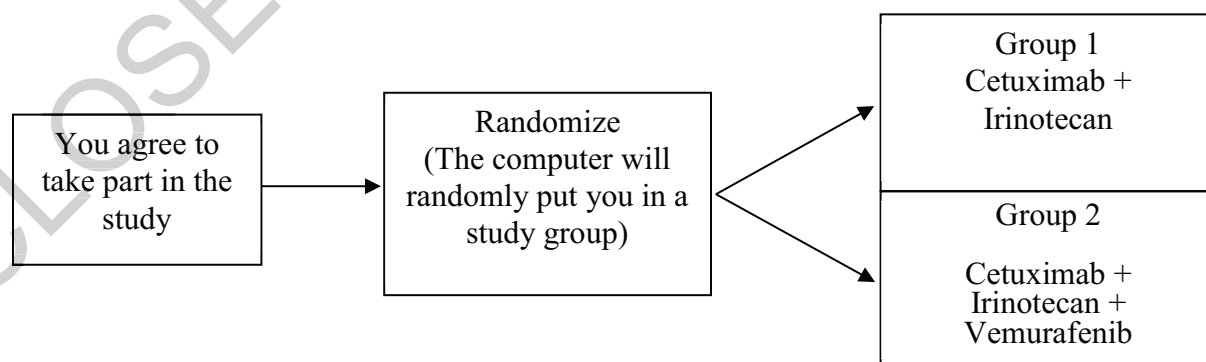 CLOSE
You agree to
take part in the
study
Randomize
(The computer will
randomly put you in a
study group)
Group 1
Cetuximab +
Irinotecan
Group 2
Cetuximab +
Irinotecan +
Vemurafenib